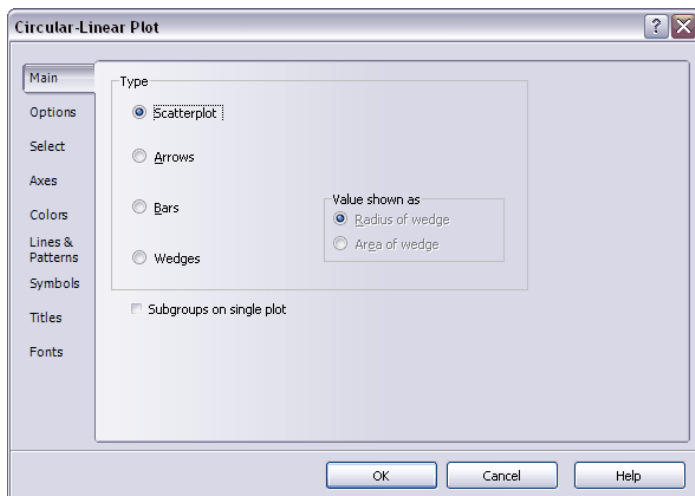 Circular-Linear Plot
Main
Options
Select
Axes
Colors
Lines &
Patterns
Symbols
Titles
Fonts
Type
Scatterplot
Arrows
Bars
Wedges
Value shown as
Radius of wedge
Area of wedge
Subgroups on single plot
OK
Cancel
Help